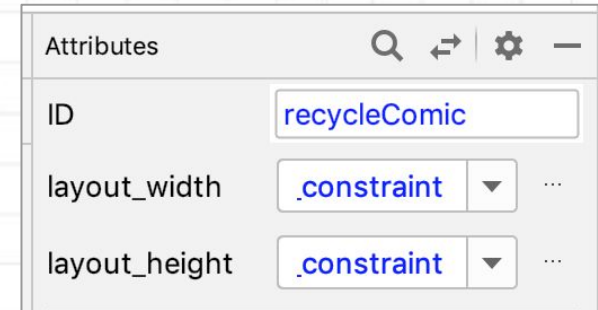 Attributes
ID recycleComic
layout_width _constraint ...
layout_height _constraint ...